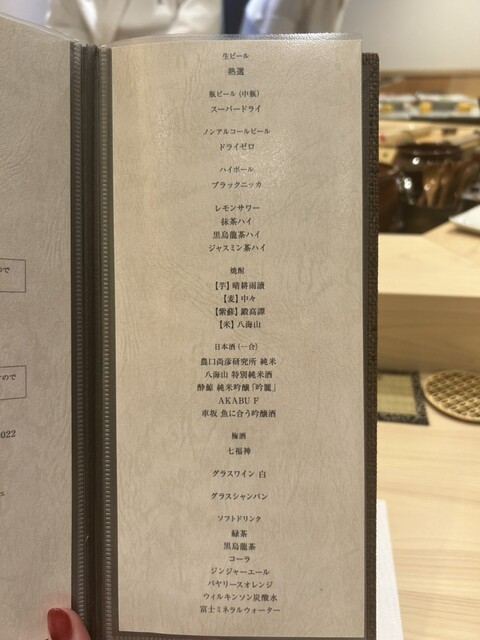 ので
ので
2022
生ビール
熟選
瓶ビール (中瓶)
スーパードライ
ノンアルコールビール
ドライゼロ
ハイボール
ブラックニッカ
レモンサワー
抹茶ハイ
黒烏龍茶ハイ
ジャスミン茶ハイ
焼酎
【芋】晴耕雨讀
【麦】中々
【紫蘇】鍛高譚
【米】八海山
日本酒 (一合)
農口尚彦研究所 純米
八海山 特別純米酒
酔鯨 純米吟醸「吟麗」
AKABU F
車坂 魚に合う吟醸酒
梅酒
七福神
グラスワイン 白
グラスシャンパン
ソフトドリンク
緑茶
黒烏龍茶
コーラ
ジンジャーエール
バヤリースオレンジ
ウィルキンソン炭酸水
富士ミネラルウォーター